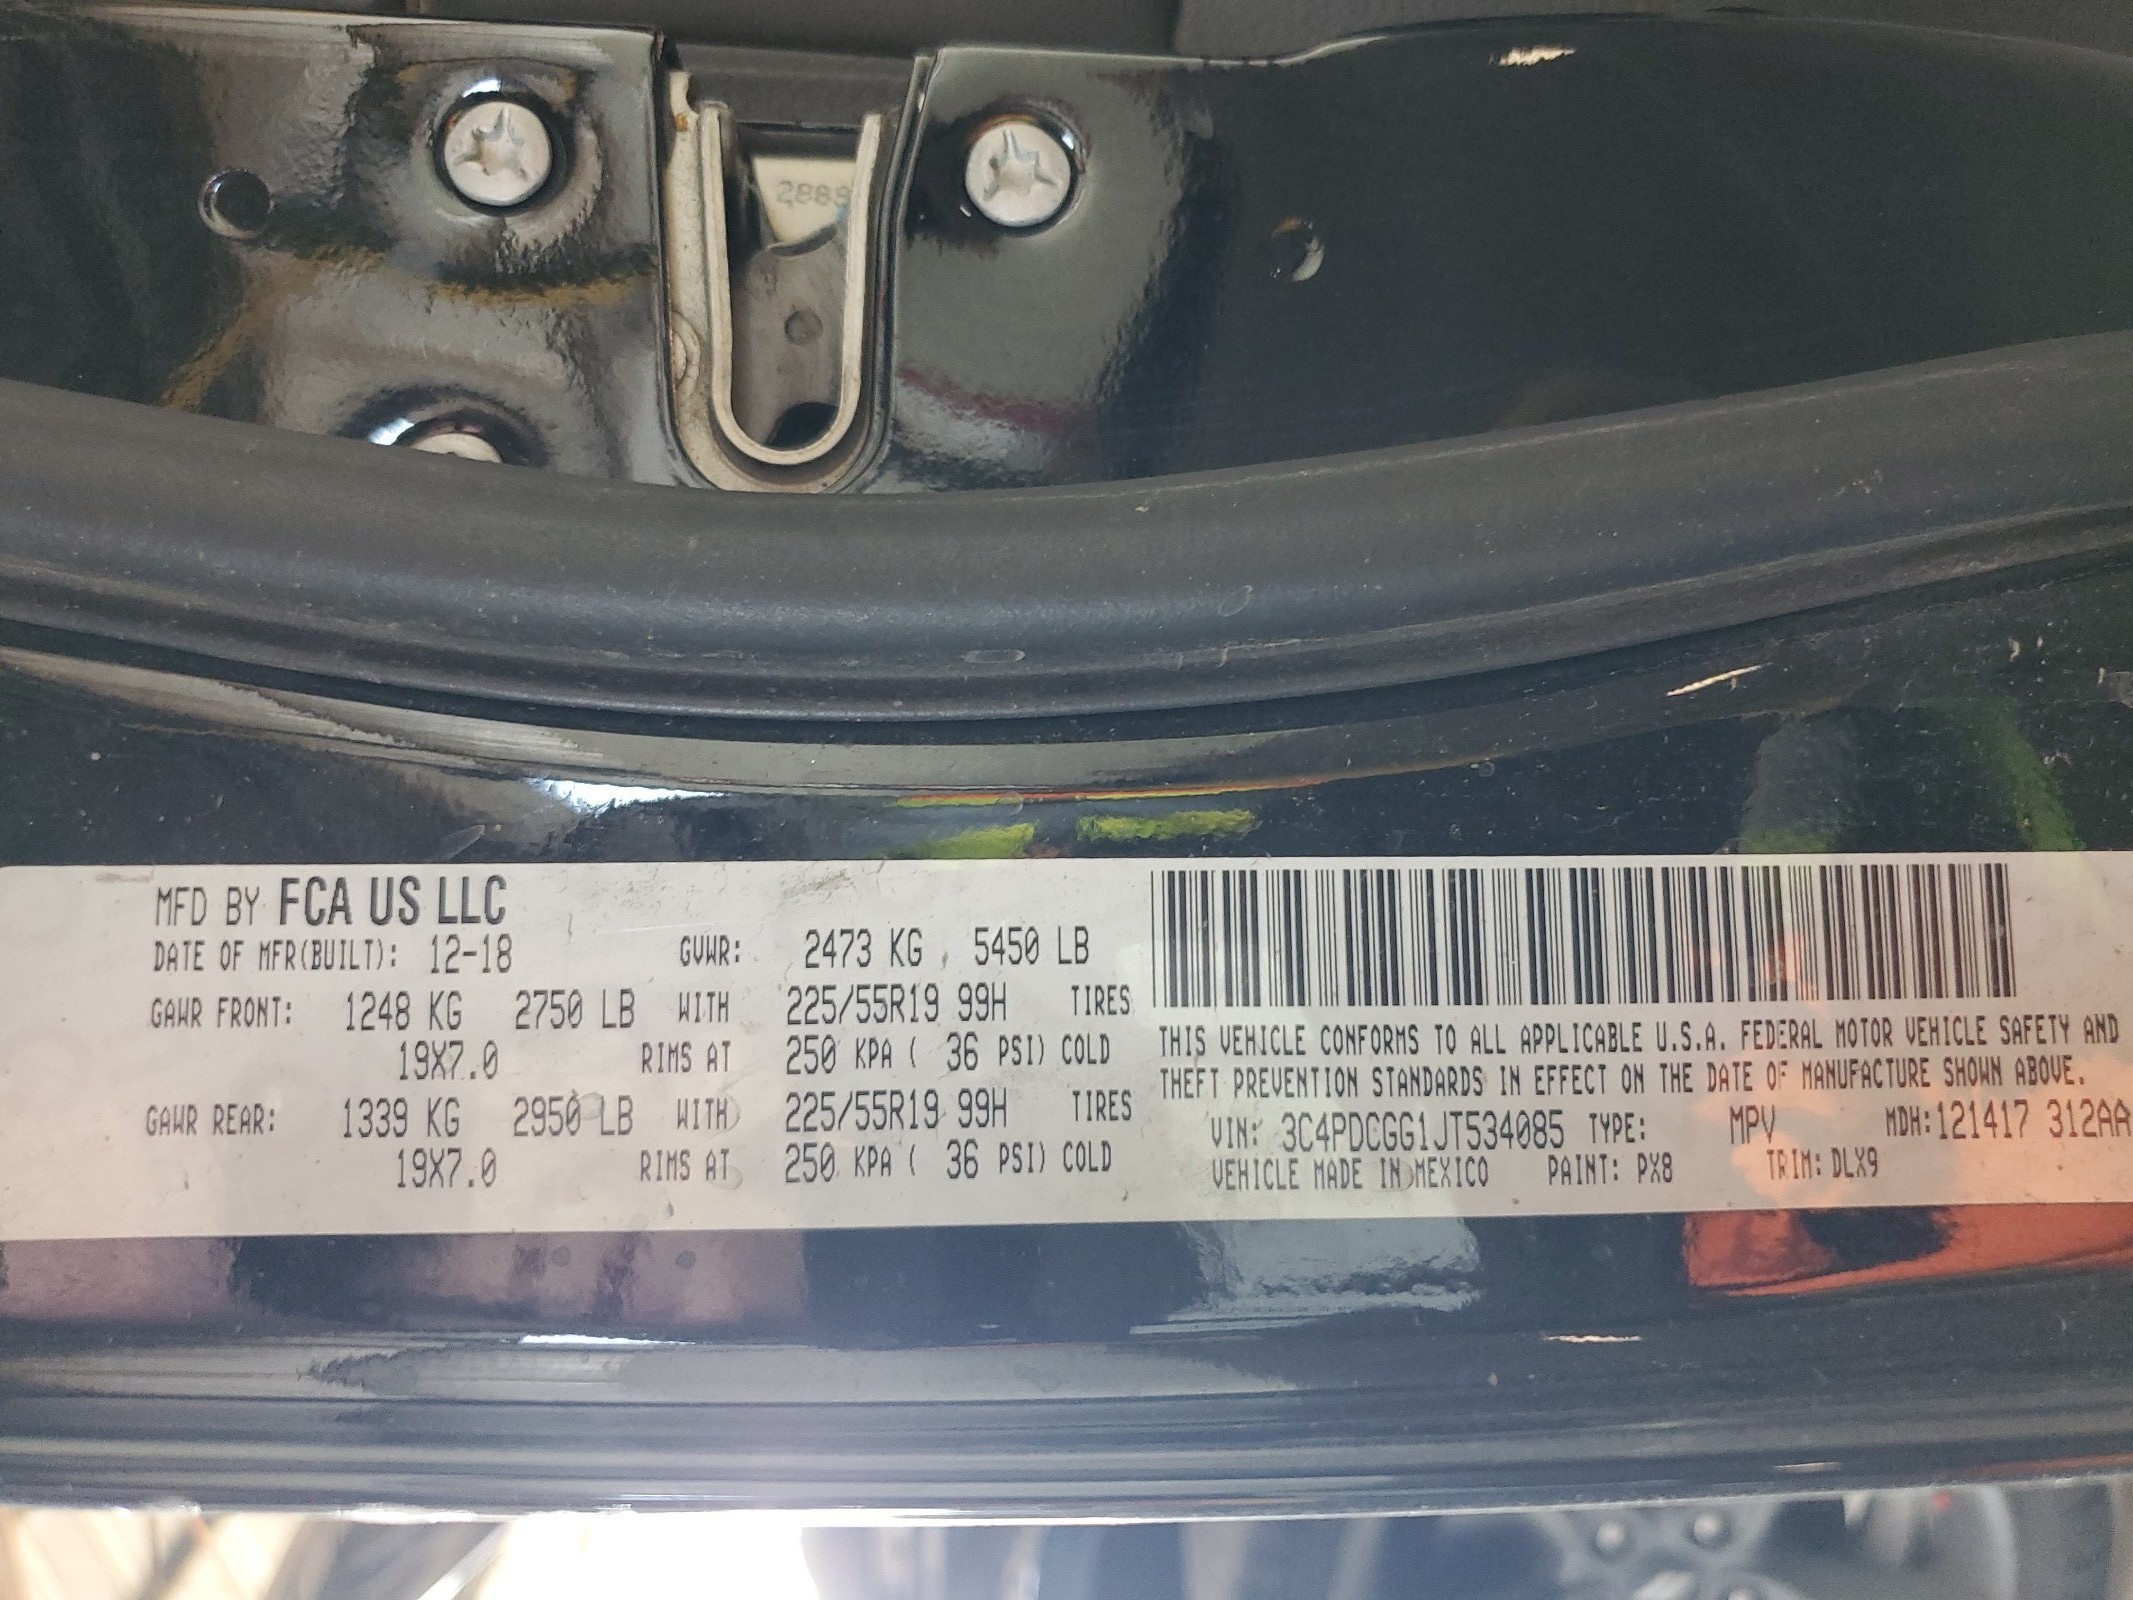 2888
MFD BY FCA US LLC
DATE OF MFR(BUILT): 12-18 GVWR: 2473 KG 5450 LB
GAWR FRONT: 1248 KG 2750 LB WITH 225/55R19 99H TIRES
19X7.0 RIMS AT 250 KPA ( 36 PSI) COLD
GAWR REAR: 1339 KG 2950 LB WITH 225/55R19 99H TIRES
19X7.0 RIMS AT 250 KPA ( 36 PSI) COLD
THIS VEHICLE CONFORMS TO ALL APPLICABLE U.S.A. FEDERAL MOTOR VEHICLE SAFETY AND
THEFT PREVENTION STANDARDS IN EFFECT ON THE DATE OF MANUFACTURE SHOWN ABOVE.
VIN: 3C4PDCGG1JT534085 TYPE: MPV MDH:121417 312AA
VEHICLE MADE IN MEXICO PAINT: PX8 TRIM: DLX9